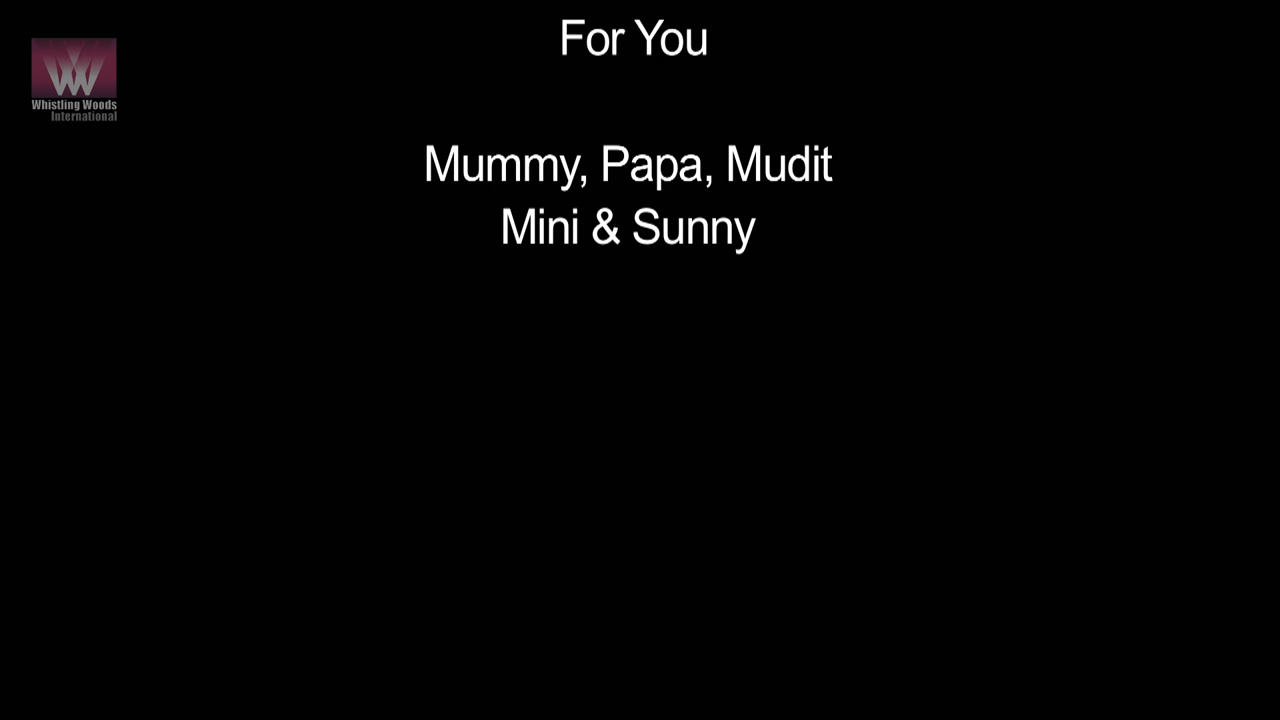 For You
Whistling Woods
International
Mummy, Papa, Mudit
Mini & Sunny